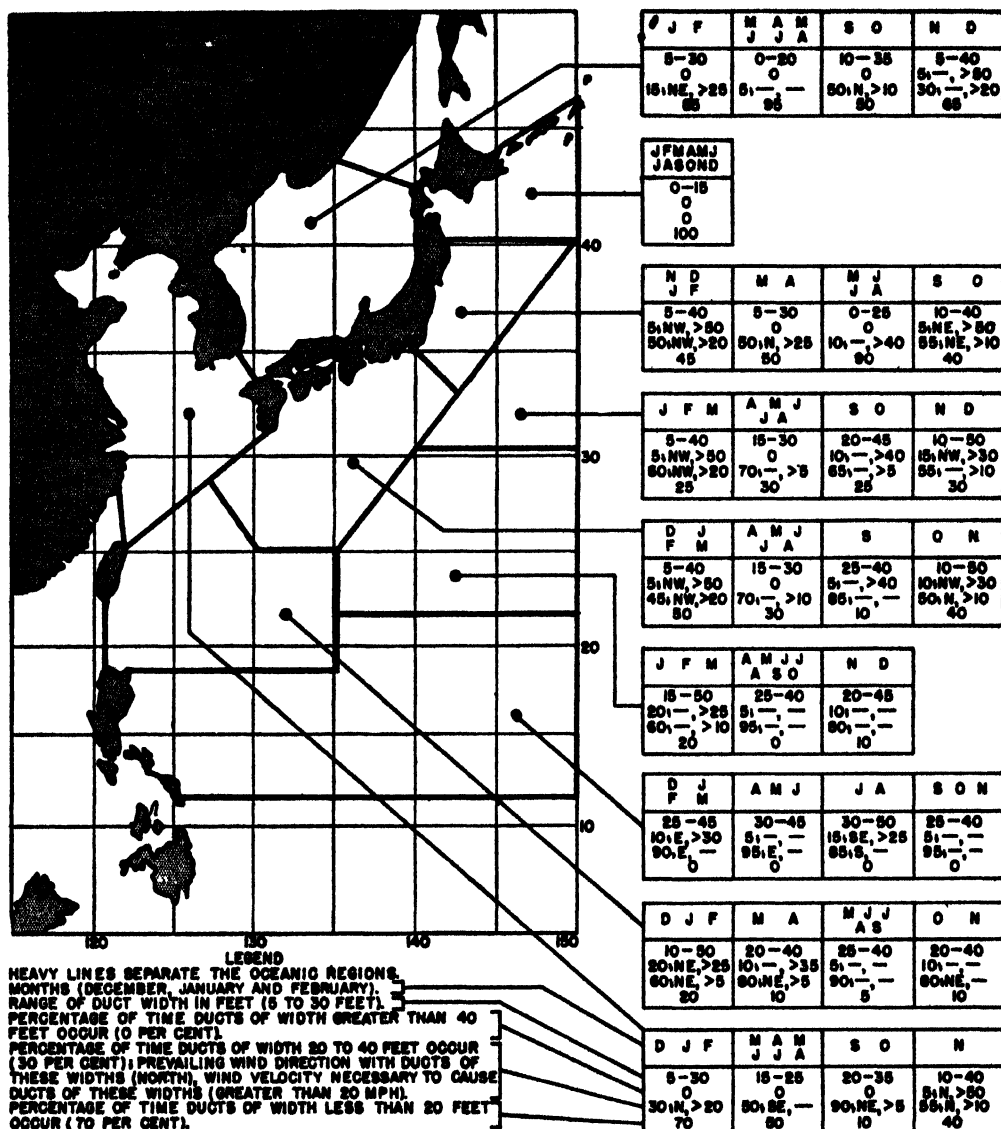 J F | M A M J J A | S O | N D
5-30 | 0-20 | 10-35 | 5-40
0 | 0 | 0 | 5;—, >50
15;NE, >25 | 5;—, — | 50;N, >10 | 30;—, >20
85 | 95 | 50 | 65
JFMAMJ
JASOND
0-15
0
0
100
N D J F | M A | M J J A | S O
5-40 | 5-30 | 0-25 | 10-40
5;NW, >50 | 0 | 0 | 5;NE, >50
50;NW, >20 | 50;N, >25 | 10;—, >40 | 55;NE, >10
45 | 50 | 90 | 40
J F M | A M J J A | S O | N D
5-40 | 15-30 | 20-45 | 10-50
5;NW, >50 | 0 | 10;—, >40 | 15;NW, >30
60;NW, >20 | 70;—, >5 | 65;—, >5 | 55;—, >10
25 | 30 | 25 | 30
D J F M | A M J J A | S | O N
5-40 | 15-30 | 25-40 | 10-50
5;NW, >50 | 0 | 5;—, >40 | 10;NW, >30
45;NW, >20 | 70;—, >10 | 85;—, — | 50;N, >10
50 | 30 | 10 | 40
J F M | A M J J A S O | N D
15-50 | 25-40 | 20-45
20;—, >25 | 5;—, — | 10;—, —
60;—, >10 | 95;—, — | 80;—, —
20 | 0 | 10
D J F M | A M J | J A | S O N
25-45 | 30-45 | 30-50 | 25-40
10;E, >30 | 5;—, — | 15;SE, >25 | 5;—, —
90;E, — | 95;E, — | 85;S, — | 95;—, —
0 | 0 | 0 | 0
D J F | M A | M J J A S | O N
10-50 | 20-40 | 25-40 | 20-40
20;NE, >25 | 10;—, >35 | 5;—, — | 10;—, —
60;NE, >5 | 80;NE, >5 | 90;—, — | 80;NE, —
20 | 10 | 5 | 10
D J F | M A M J J A | S O | N
5-30 | 15-25 | 20-35 | 10-40
0 | 0 | 0 | 5;N, >50
30;N, >20 | 50;SE, — | 90;NE, >5 | 55;N, >10
70 | 50 | 10 | 40
40
30
20
10
120 130 140 150
LEGEND
HEAVY LINES SEPARATE THE OCEANIC REGIONS.
MONTHS (DECEMBER, JANUARY AND FEBRUARY).
RANGE OF DUCT WIDTH IN FEET (5 TO 30 FEET).
PERCENTAGE OF TIME DUCTS OF WIDTH GREATER THAN 40
FEET OCCUR (0 PER CENT).
PERCENTAGE OF TIME DUCTS OF WIDTH 20 TO 40 FEET OCCUR
(30 PER CENT); PREVAILING WIND DIRECTION WITH DUCTS OF
THESE WIDTHS (NORTH), WIND VELOCITY NECESSARY TO CAUSE
DUCTS OF THESE WIDTHS (GREATER THAN 20 MPH).
PERCENTAGE OF TIME DUCTS OF WIDTH LESS THAN 20 FEET
OCCUR (70 PER CENT).